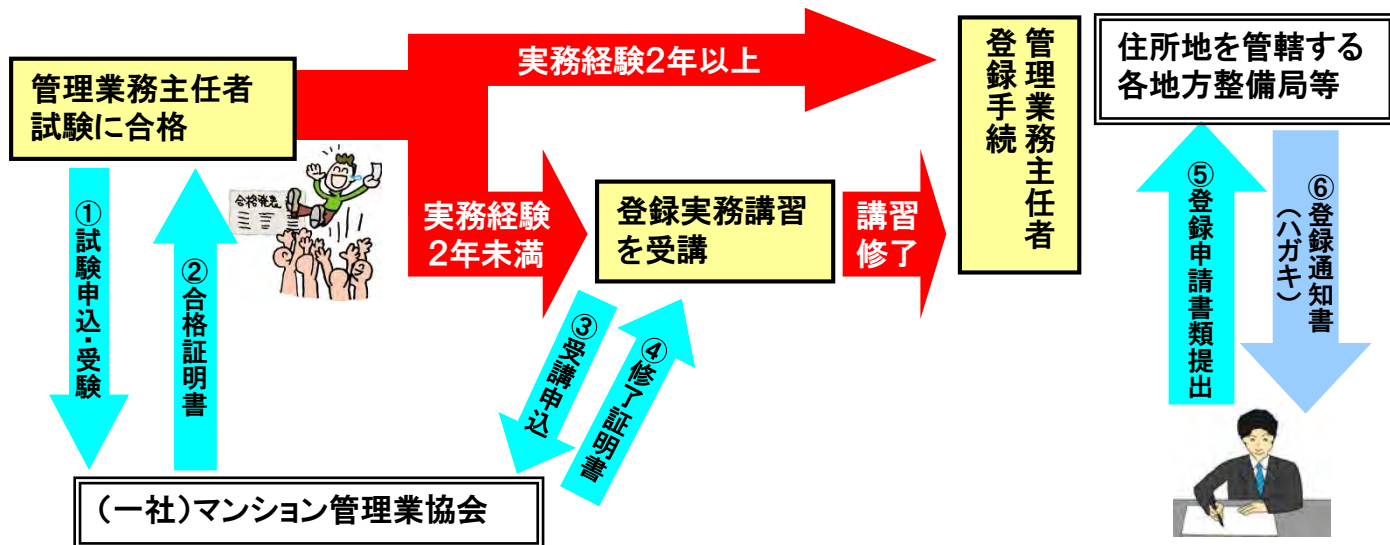 管理業務主任者
試験に合格
実務経験2年以上
実務経験
2年未満
登録実務講習
を受講
講習
修了
管理業務主任者
登録手続
住所地を管轄する
各地方整備局等
合格発表
①試験申込・受験
②合格証明書
③受講申込
④修了証明書
⑤登録申請書類提出
⑥登録通知書
（ハガキ）
（一社）マンション管理業協会